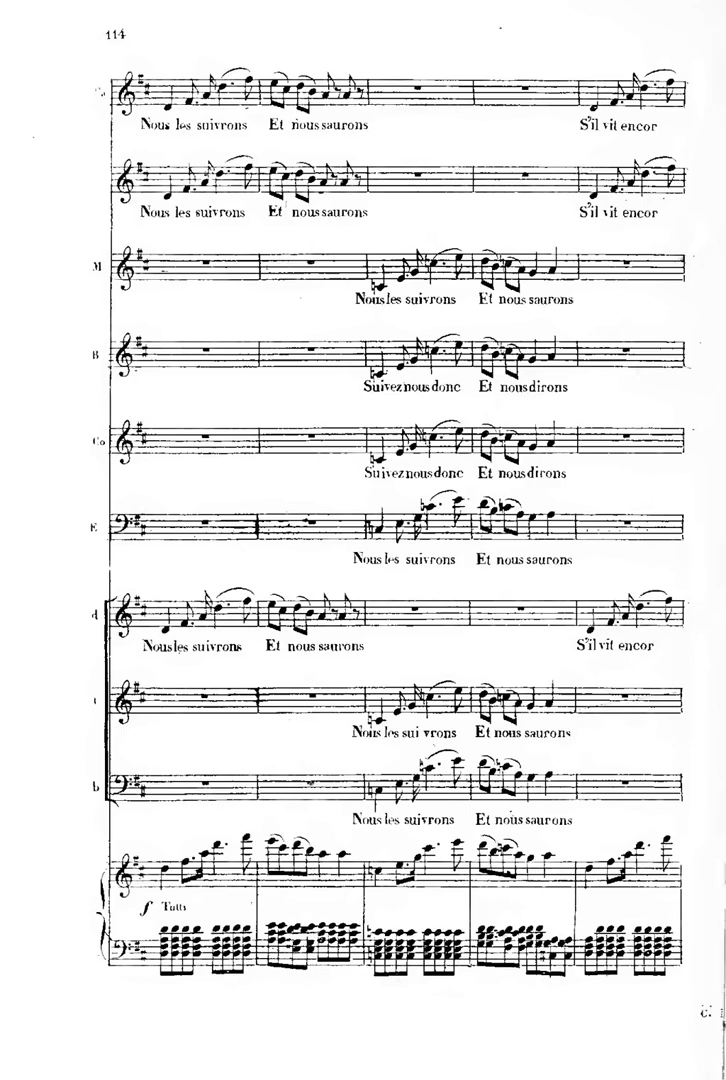 114
Nous les suivrons Et nous saurons S'il vit encor
Nous les suivrons Et nous saurons S'il vit encor
M
Nous les suivrons Et nous saurons
B
Suivez nous donc Et nous dirons
Co
Suivez nous donc Et nous dirons
E
Nous les suivrons Et nous saurons
d
Nous les suivrons Et nous saurons S'il vit encor
t
Nous les sui vrons Et nous saurons
b
Nous les suivrons Et nous saurons
f Tutti